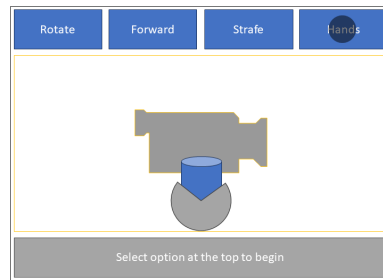 Rotate
Forward
Strafe
Hands
Select option at the top to begin